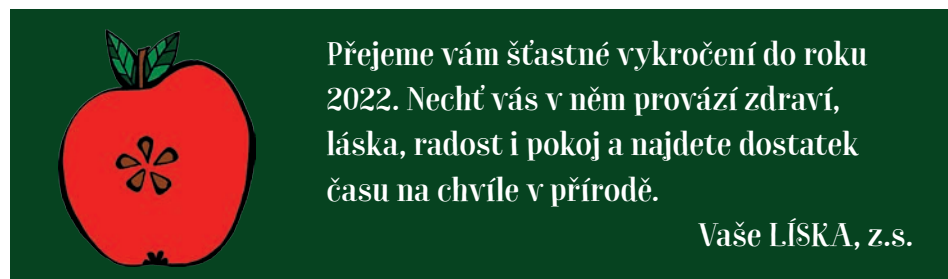 Přejeme vám šťastné vykročení do roku
2022. Nechť vás v něm provází zdraví,
láska, radost i pokoj a najdete dostatek
času na chvíle v přírodě.
Vaše LÍSKA, z.s.